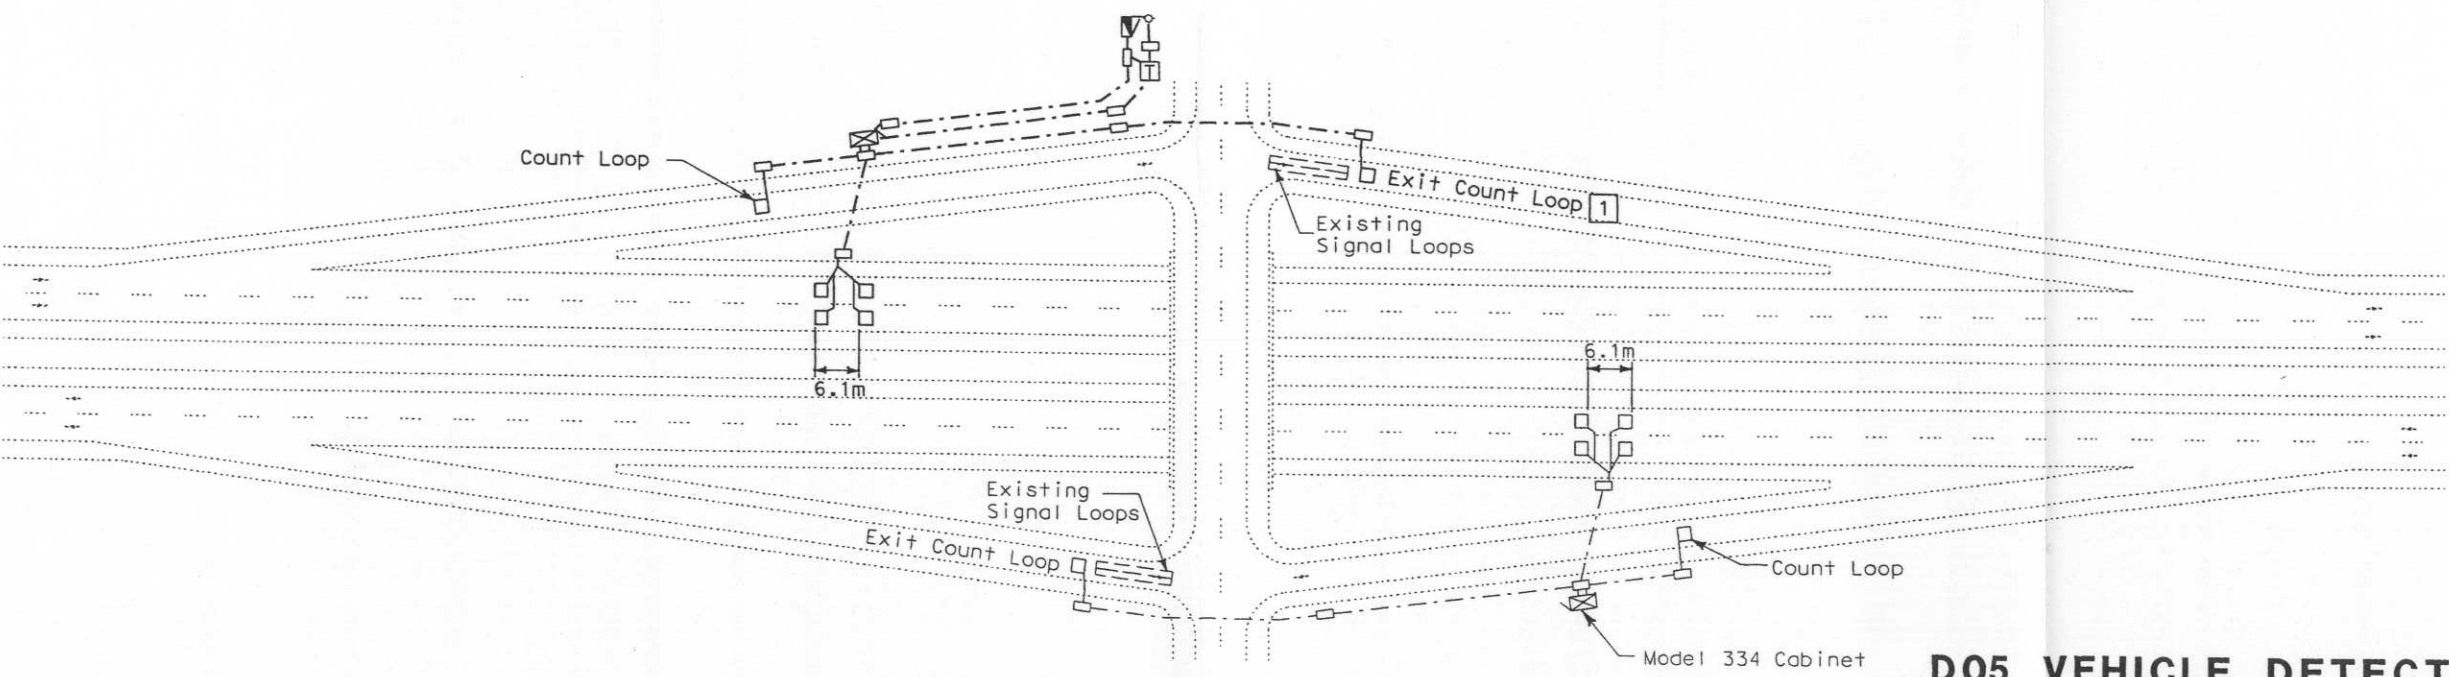 T
Count Loop
Exit Count Loop 1
Existing
Signal Loops
6.1m
6.1m
Existing
Signal Loops
Exit Count Loop
Count Loop
Model 334 Cabinet
D05 VEHICLE DETECT